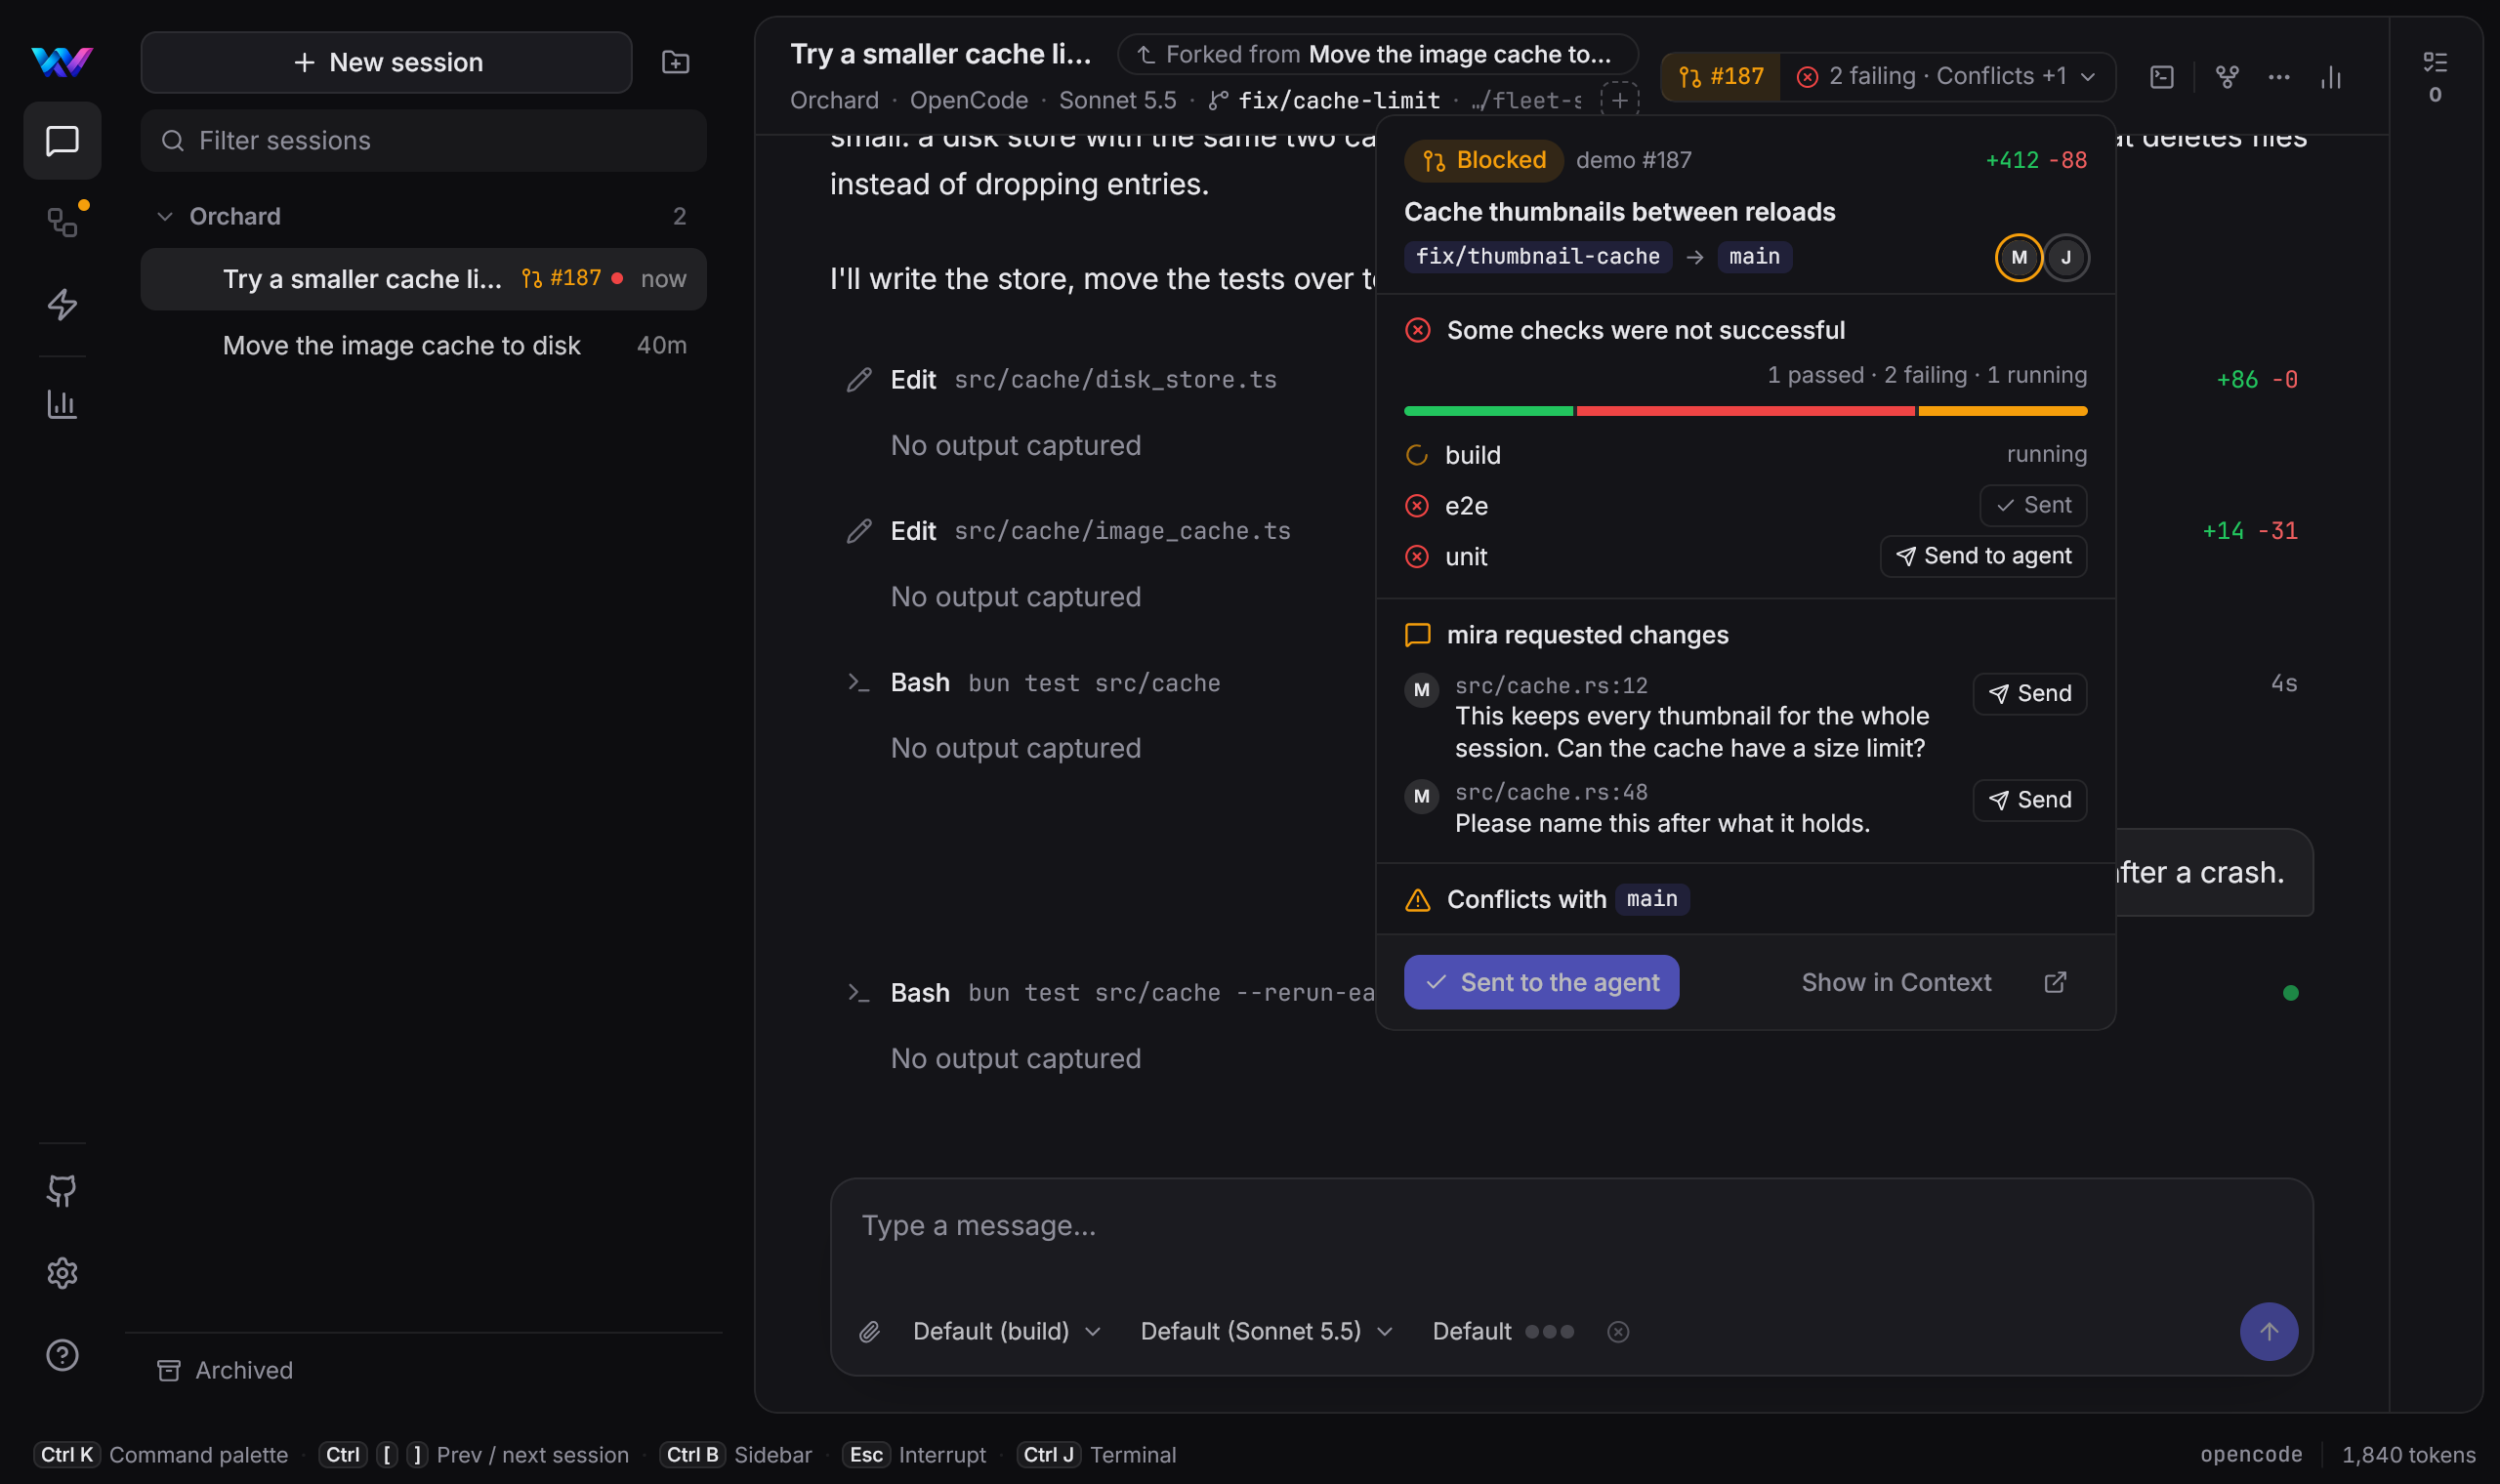 New session
Filter sessions
Orchard 2
Try a smaller cache li... #187 now
Move the image cache to disk 40m
Archived
Try a smaller cache li... Forked from Move the image cache to...
Orchard · OpenCode · Sonnet 5.5 · fix/cache-limit ·
#187 2 failing · Conflicts +1
0
small: a disk store with the same two
instead of dropping entries.
I'll write the store, move the tests over
Edit src/cache/disk_store.ts +86 -0
No output captured
Edit src/cache/image_cache.ts +14 -31
No output captured
Bash bun test src/cache 4s
No output captured
after a crash.
Bash bun test src/cache
No output captured
Blocked demo #187 +412 -88
Cache thumbnails between reloads
fix/thumbnail-cache → main M J
Some checks were not successful
1 passed · 2 failing · 1 running
build running
e2e Sent
unit Send to agent
mira requested changes
M src/cache.rs:12 Send
This keeps every thumbnail for the whole
session. Can the cache have a size limit?
M src/cache.rs:48 Send
Please name this after what it holds.
Conflicts with main
Sent to the agent Show in Context
Type a message...
Default (build) Default (Sonnet 5.5) Default
Ctrl K Command palette · Ctrl [ ] Prev / next session · Ctrl B Sidebar · Esc Interrupt · Ctrl J Terminal
opencode 1,840 tokens